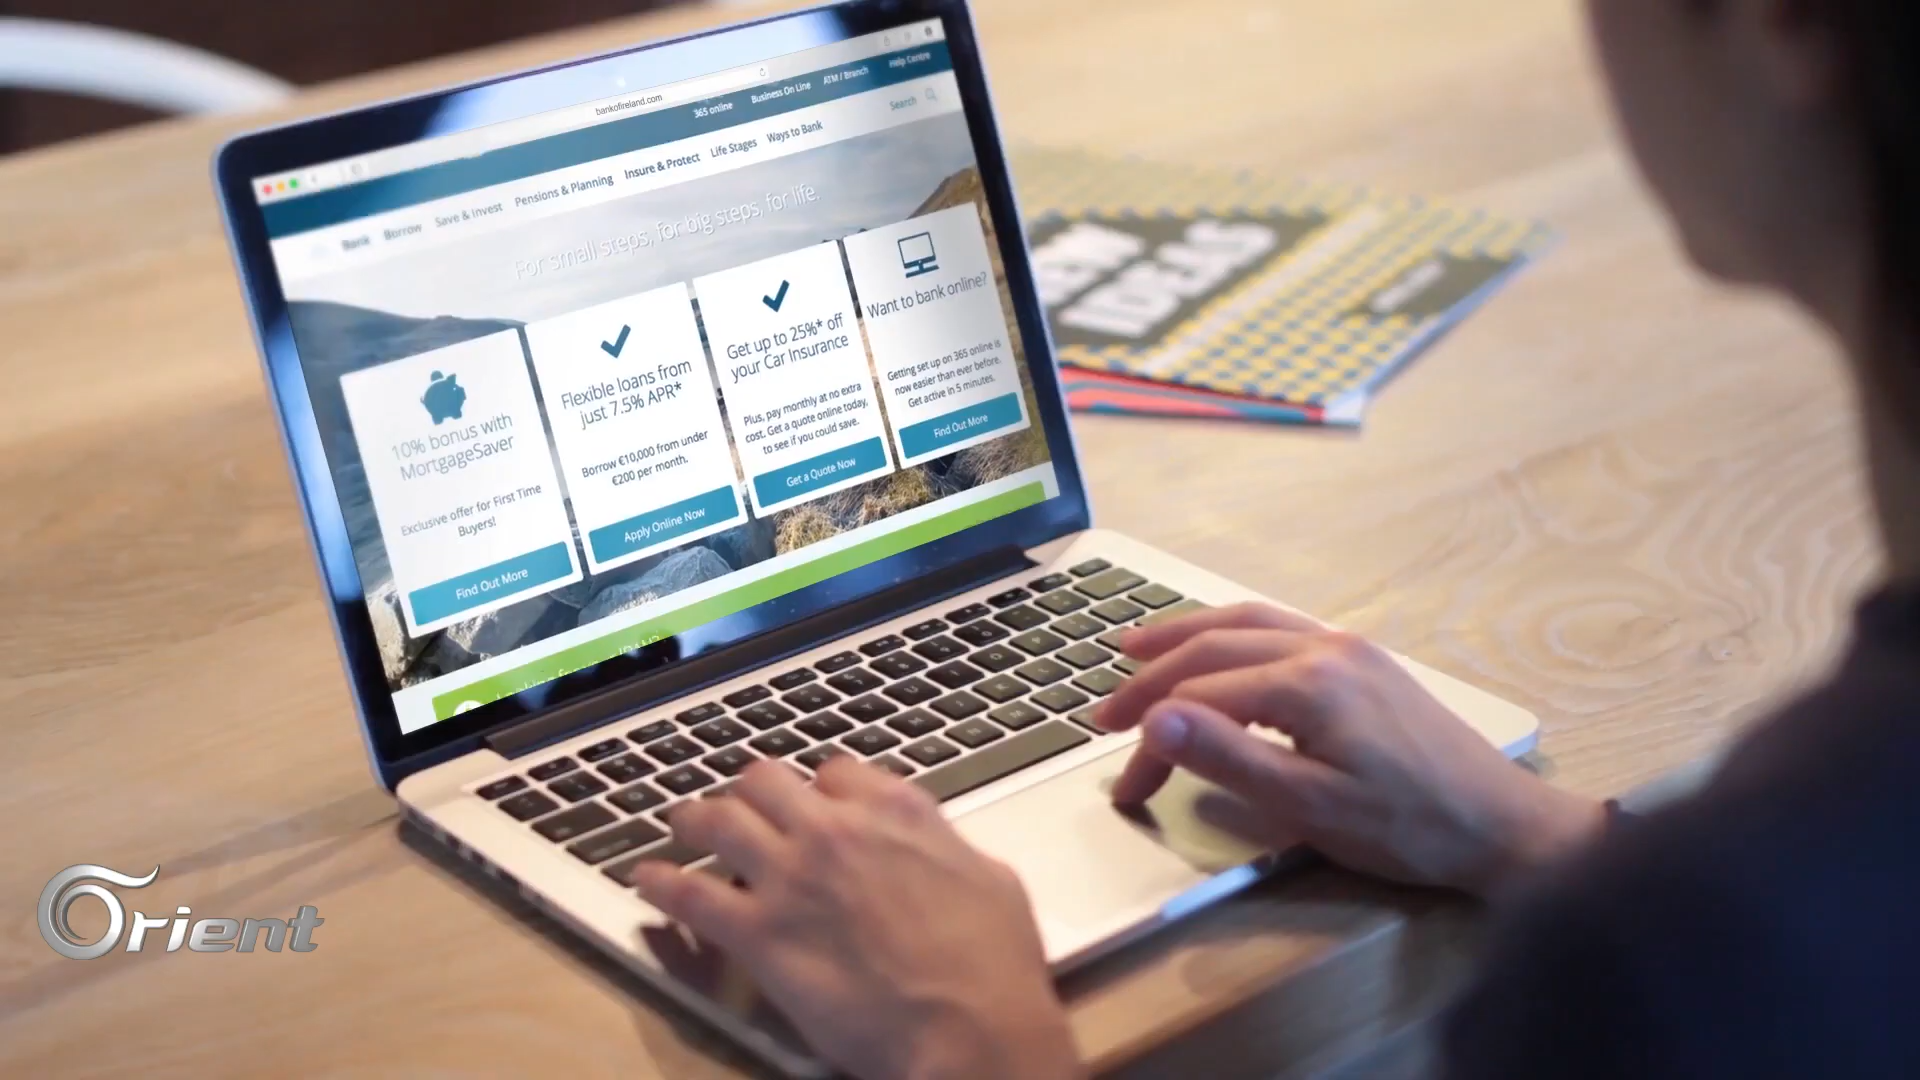 bankofireland.com
365 online Business On Line ATM / Branch Help Centre
Bank Borrow Save & Invest Pensions & Planning Insure & Protect Life Stages Ways to Bank Search
For small steps, for big steps, for life.
10% bonus with
MortgageSaver
Exclusive offer for First Time
Buyers!
Find Out More
Flexible loans from
just 7.5% APR*
Borrow €10,000 from under
€200 per month.
Apply Online Now
Get up to 25%* off
your Car Insurance
Plus, pay monthly at no extra
cost. Get a quote online today,
to see if you could save.
Get a Quote Now
Want to bank online?
Getting set up on 365 online is
now easier than ever before.
Get active in 5 minutes.
Find Out More
IDEAS
Orient